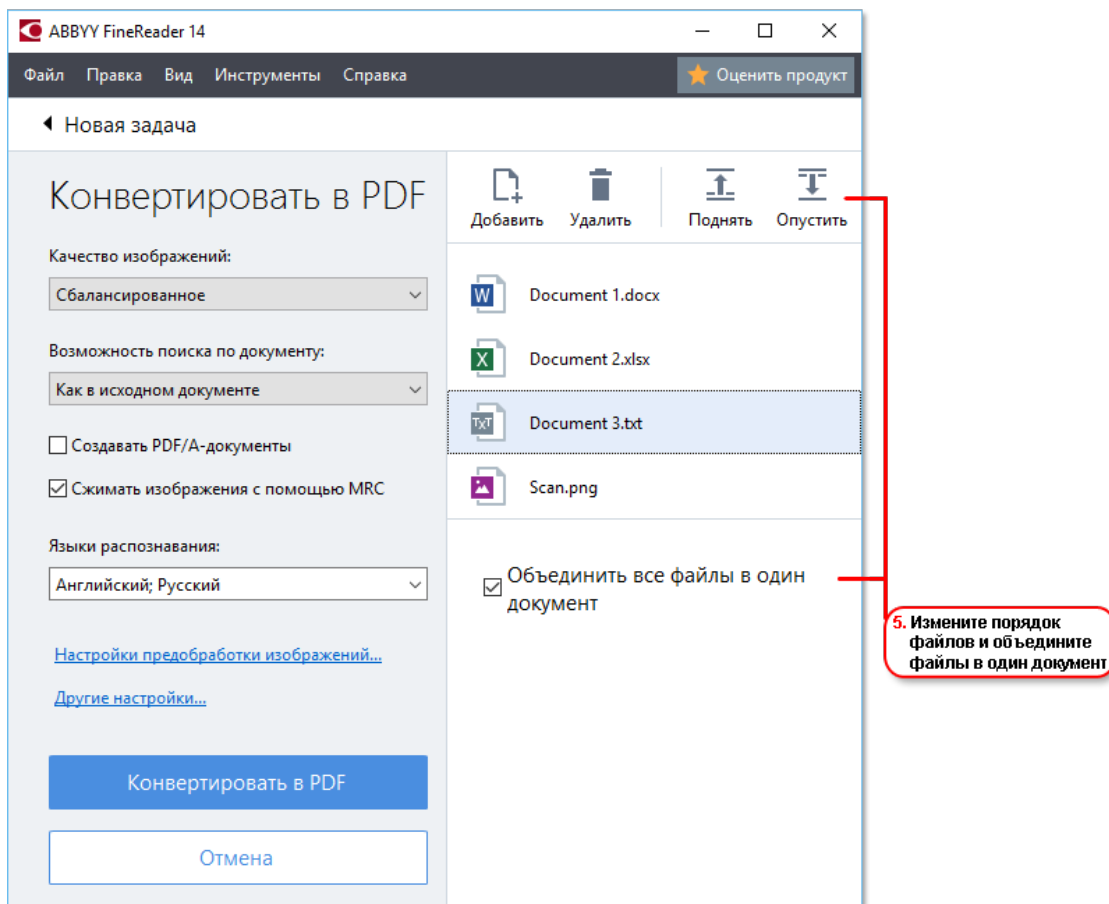 ABBYY FineReader 14
Файл Правка Вид Инструменты Справка Оценить продукт
Новая задача
Конвертировать в PDF
Качество изображений:
Сбалансированное
Возможность поиска по документу:
Как в исходном документе
Создавать PDF/A-документы
Сжимать изображения с помощью MRC
Языки распознавания:
Английский; Русский
Настройки предобработки изображений...
Другие настройки...
Конвертировать в PDF
Отмена
Добавить Удалить Поднять Опустить
W Document 1.docx
X Document 2.xlsx
TXT Document 3.txt
Scan.png
Объединить все файлы в один
документ
5. Измените порядок
файлов и объедините
файлы в один документ